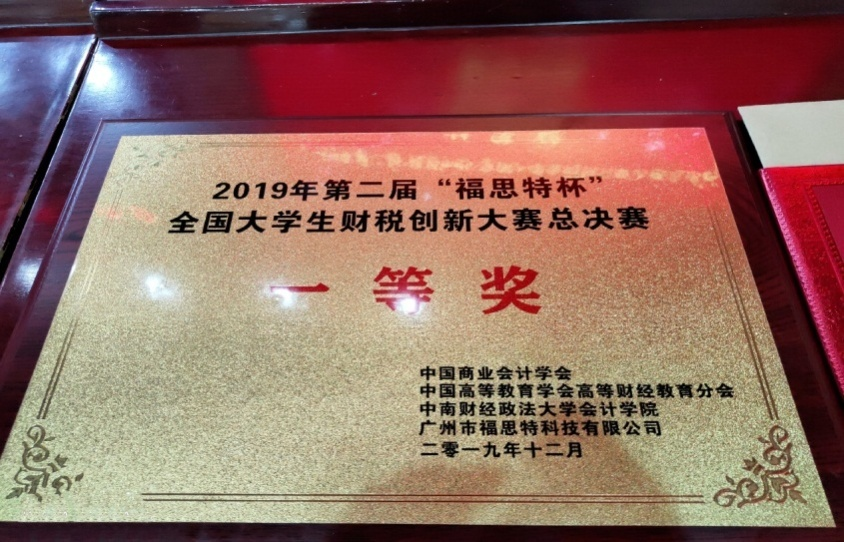 2019年第二届“福思特杯”
全国大学生财税创新大赛总决赛
一等奖
中国商业会计学会
中国高等教育学会高等财经教育分会
中南财经政法大学会计学院
广州市福思特科技有限公司
二零一九年十二月